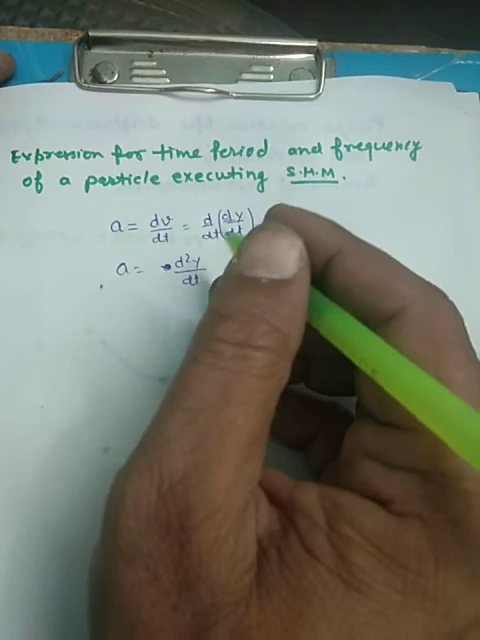 Expression for time Period and frequency
of a particle executing S.H.M.
a = dv/dt = d/dt(dy/dt)
a = d²y/dt